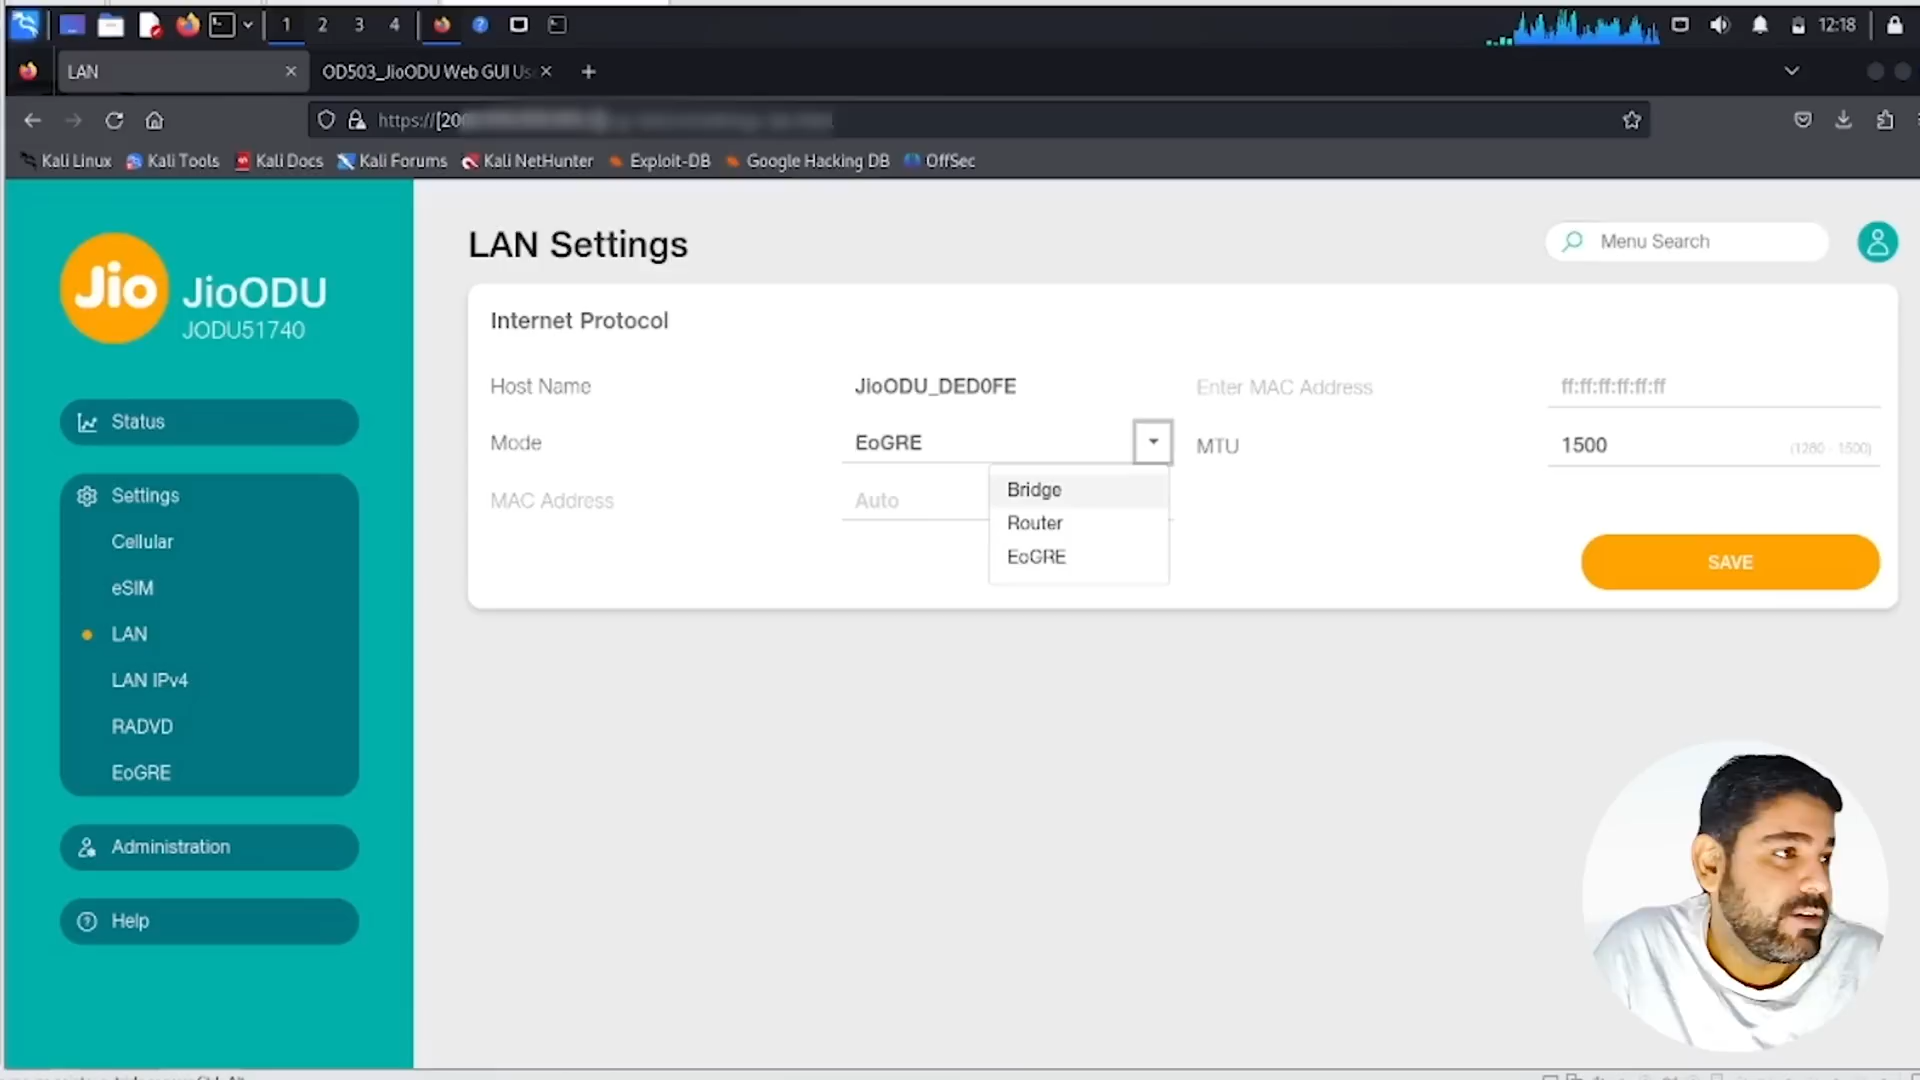 1 2 3 4 12:18
LAN OD503_JioODU Web GUI Us
https://[20
Kali Linux Kali Tools Kali Docs Kali Forums Kali NetHunter Exploit-DB Google Hacking DB OffSec
Jio JioODU
JODU51740
Status
Settings
Cellular
eSIM
LAN
LAN IPv4
RADVD
EoGRE
Administration
Help
LAN Settings Menu Search
Internet Protocol
Host Name JioODU_DED0FE Enter MAC Address ff:ff:ff:ff:ff:ff
Mode EoGRE MTU 1500 (1280 - 1500)
MAC Address Auto
Bridge
Router
EoGRE
SAVE